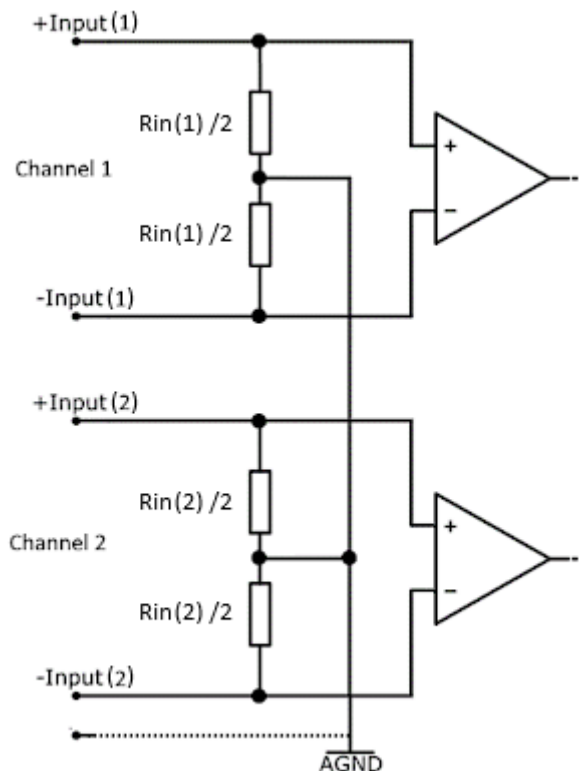 +Input(1)
Rin(1)/2
+
Channel 1
Rin(1)/2
−
-Input(1)
+Input(2)
Rin(2)/2
+
Channel 2
−
Rin(2)/2
-Input(2)
AGND